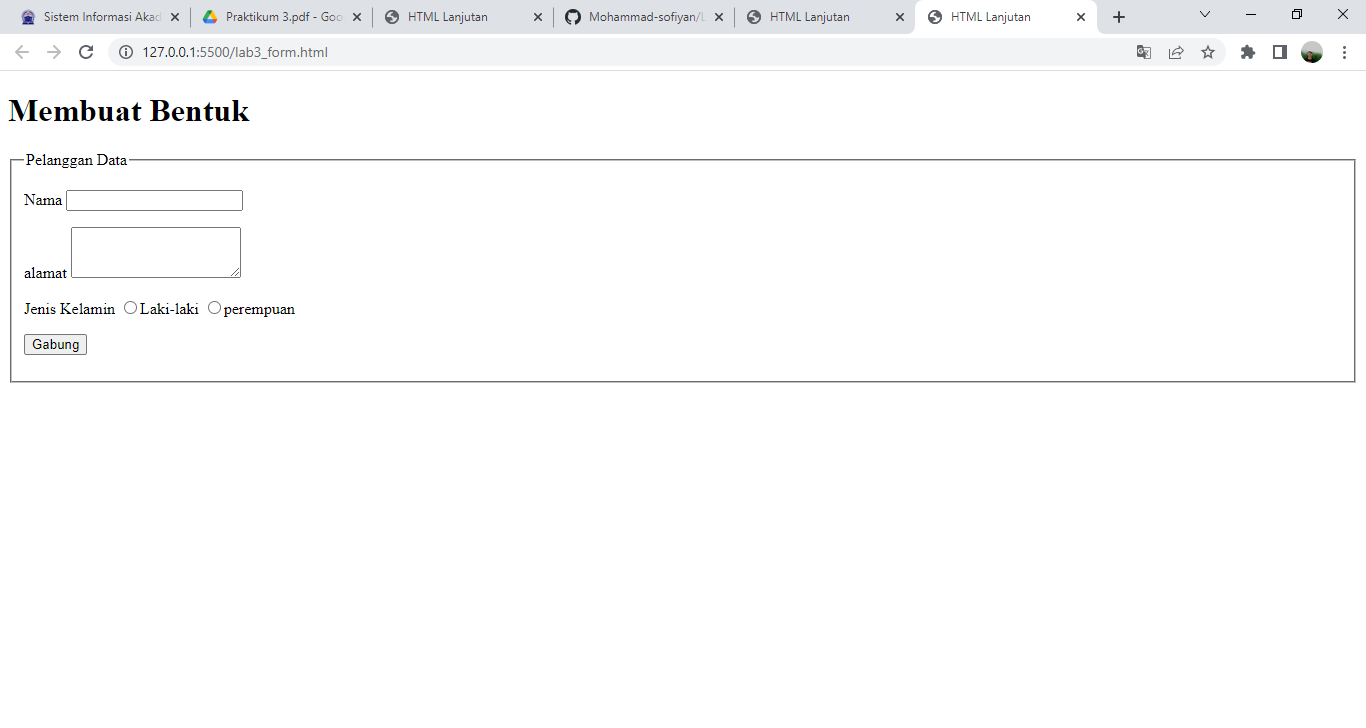 Sistem Informasi Akad
Praktikum 3.pdf - Goo
HTML Lanjutan
Mohammad-sofiyan/L
HTML Lanjutan
HTML Lanjutan
127.0.0.1:5500/lab3_form.html
Membuat Bentuk
Pelanggan Data
Nama
alamat
Jenis Kelamin Laki-laki perempuan
Gabung